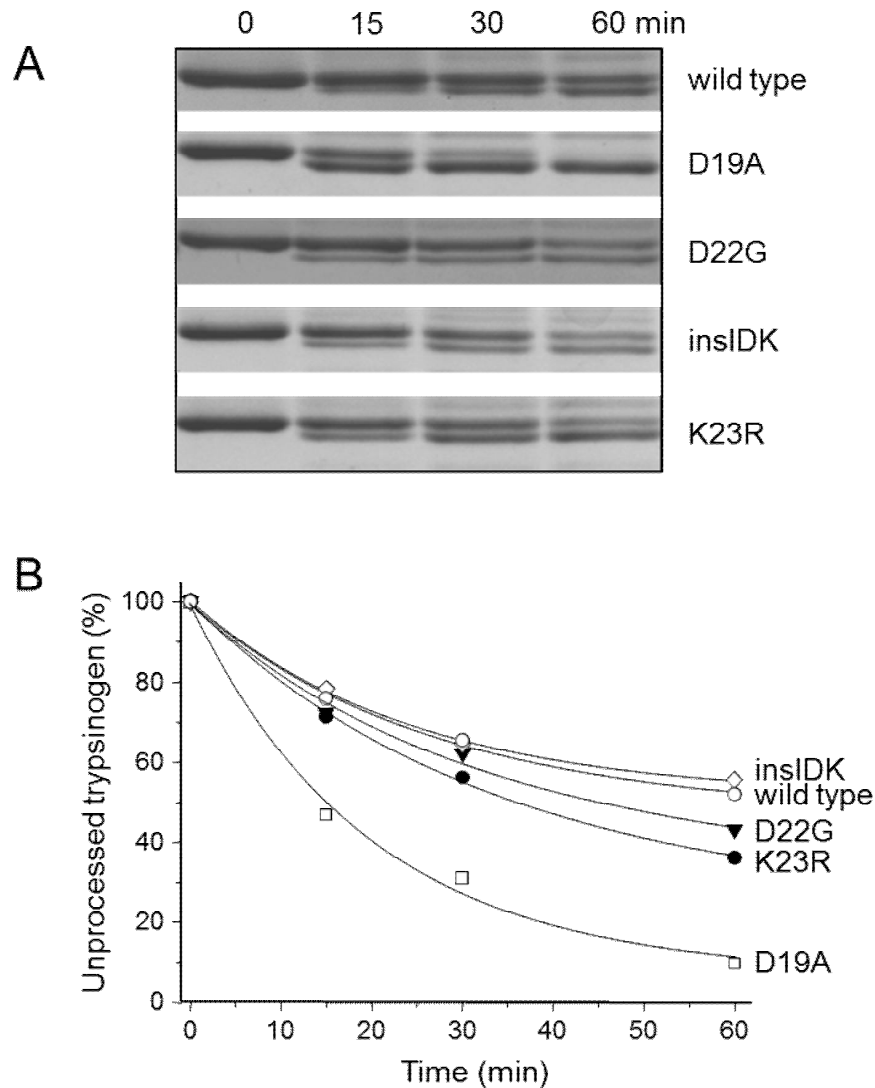 A
0 15 30 60 min
wild type
D19A
D22G
insIDK
K23R
B
Unprocessed trypsinogen (%)
100
80
60
40
20
0
insIDK
wild type
D22G
K23R
D19A
0 10 20 30 40 50 60
Time (min)